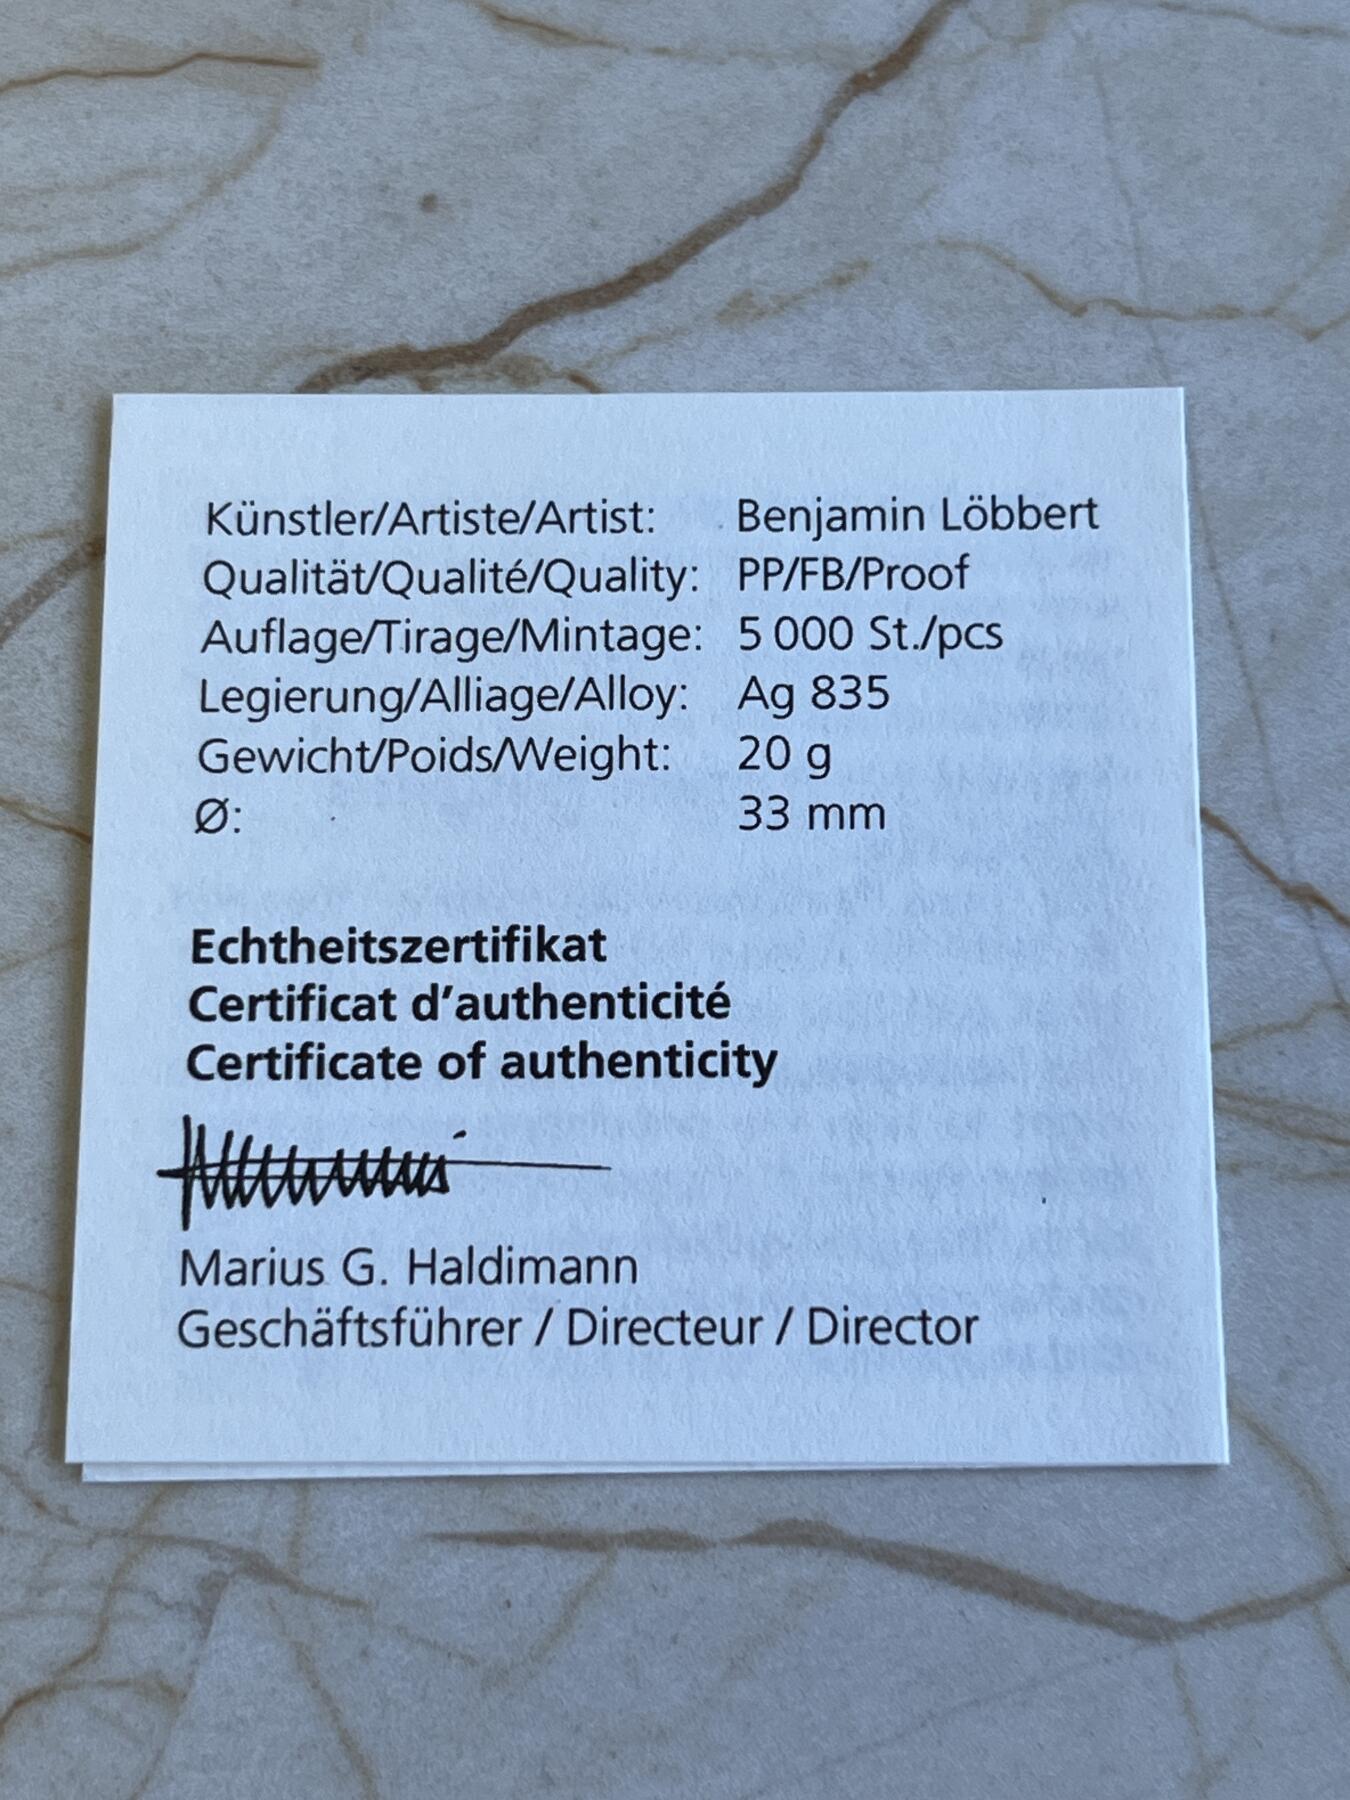 Künstler/Artiste/Artist: Benjamin Löbbert
Qualität/Qualité/Quality: PP/FB/Proof
Auflage/Tirage/Mintage: 5 000 St./pcs
Legierung/Alliage/Alloy: Ag 835
Gewicht/Poids/Weight: 20 g
Ø: 33 mm
Echtheitszertifikat
Certificat d’authenticité
Certificate of authenticity
Marius G. Haldimann
Geschäftsführer / Directeur / Director